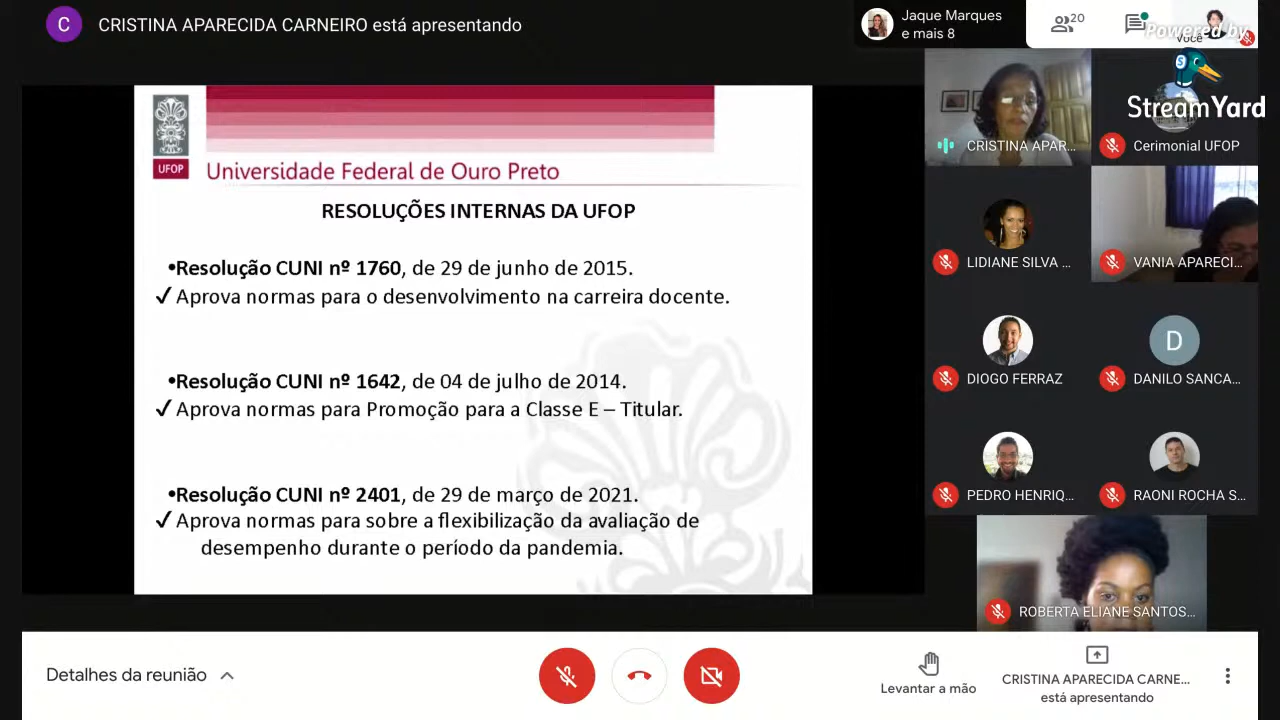 C
CRISTINA APARECIDA CARNEIRO está apresentando
Jaque Marques
e mais 8
20
Você
Powered by
StreamYard
UFOP
Universidade Federal de Ouro Preto
RESOLUÇÕES INTERNAS DA UFOP
•Resolução CUNI nº 1760, de 29 de junho de 2015.
✓Aprova normas para o desenvolvimento na carreira docente.
•Resolução CUNI nº 1642, de 04 de julho de 2014.
✓Aprova normas para Promoção para a Classe E – Titular.
•Resolução CUNI nº 2401, de 29 de março de 2021.
✓Aprova normas para sobre a flexibilização da avaliação de
desempenho durante o período da pandemia.
CRISTINA APAR...
Cerimonial UFOP
LIDIANE SILVA ...
VANIA APARECI...
D
DIOGO FERRAZ
DANILO SANCA...
PEDRO HENRIQ...
RAONI ROCHA S...
ROBERTA ELIANE SANTOS...
Detalhes da reunião
Levantar a mão
CRISTINA APARECIDA CARNE...
está apresentando